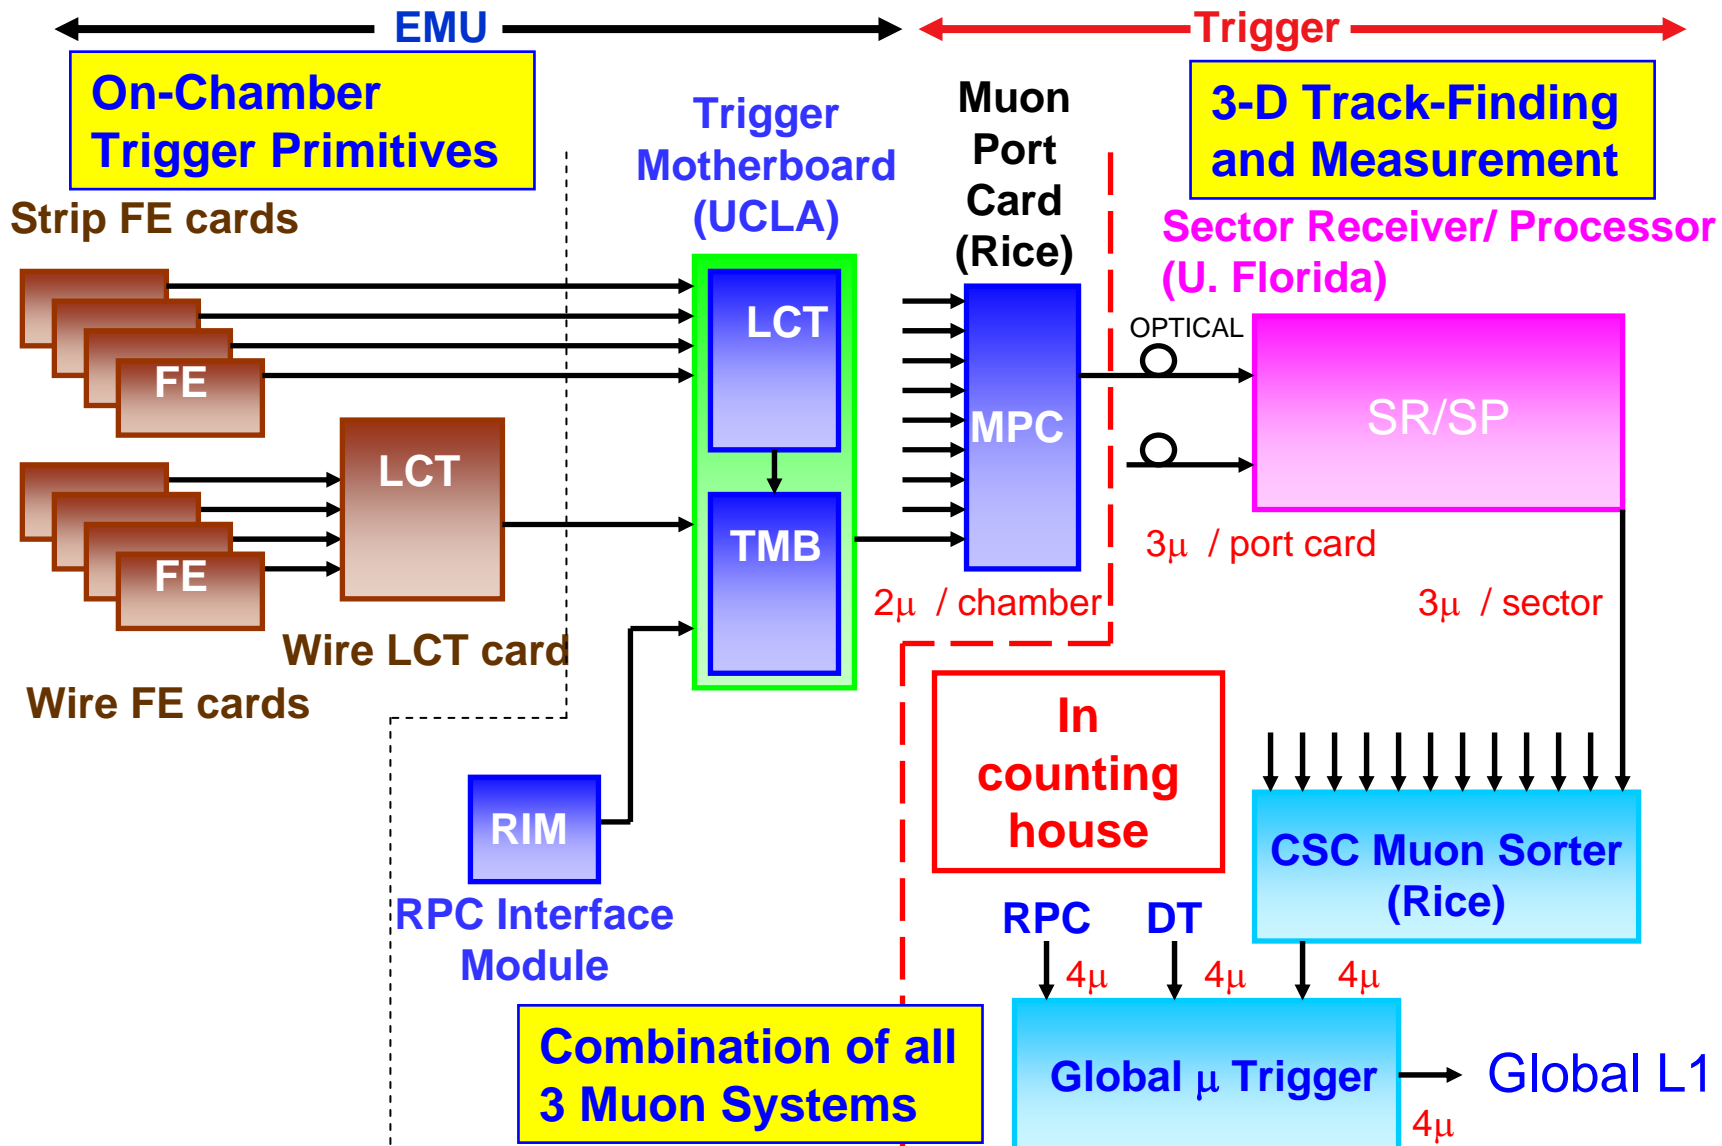 EMU
Trigger
On-Chamber
Trigger Primitives
Trigger
Motherboard
(UCLA)
Muon
Port
Card
(Rice)
3-D Track-Finding
and Measurement
Strip FE cards
Sector Receiver/ Processor
(U. Florida)
LCT
OPTICAL
FE
MPC
SR/SP
LCT
TMB
FE
3μ / port card
2μ / chamber
3μ / sector
Wire LCT card
Wire FE cards
In
counting
house
RIM
CSC Muon Sorter
(Rice)
RPC Interface
Module
RPC
DT
4μ
4μ
4μ
Combination of all
3 Muon Systems
Global μ Trigger
Global L1
4μ